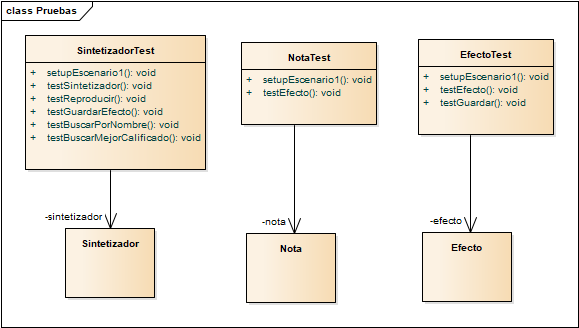 class Pruebas
SintetizadorTest
+ setupEscenario1(): void
+ testSintetizador(): void
+ testReproducir(): void
+ testGuardarEfecto(): void
+ testBuscarPorNombre(): void
+ testBuscarMejorCalificado(): void
NotaTest
+ setupEscenario1(): void
+ testEfecto(): void
EfectoTest
+ setupEscenario1(): void
+ testEfecto(): void
+ testGuardar(): void
-sintetizador
-nota
-efecto
Sintetizador
Nota
Efecto